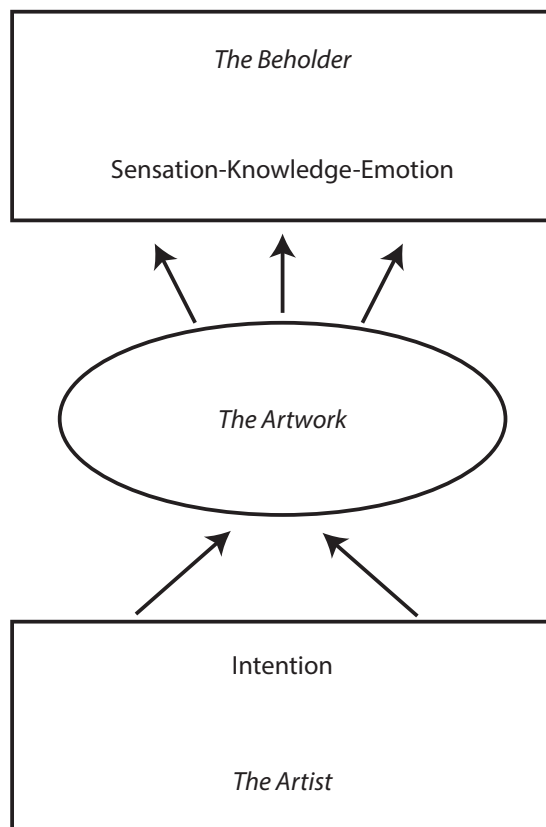 The Beholder
Sensation-Knowledge-Emotion
The Artwork
Intention
The Artist